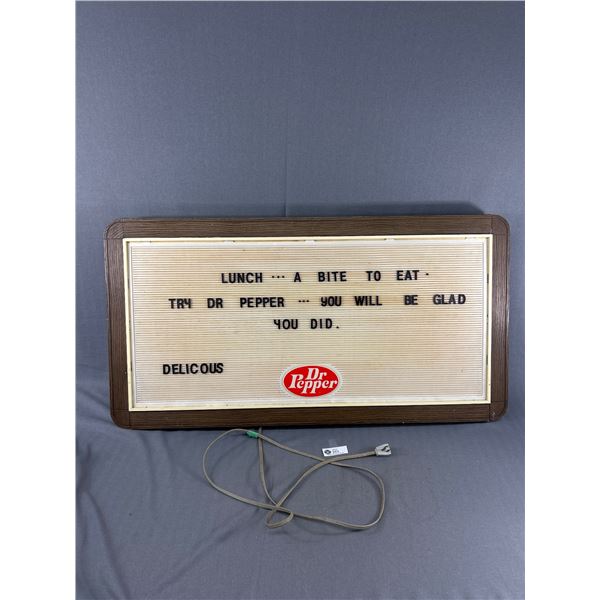 LUNCH ... A BITE TO EAT.
TRY DR PEPPER ... YOU WILL BE GLAD
YOU DID.
DELICOUS
Dr
Pepper